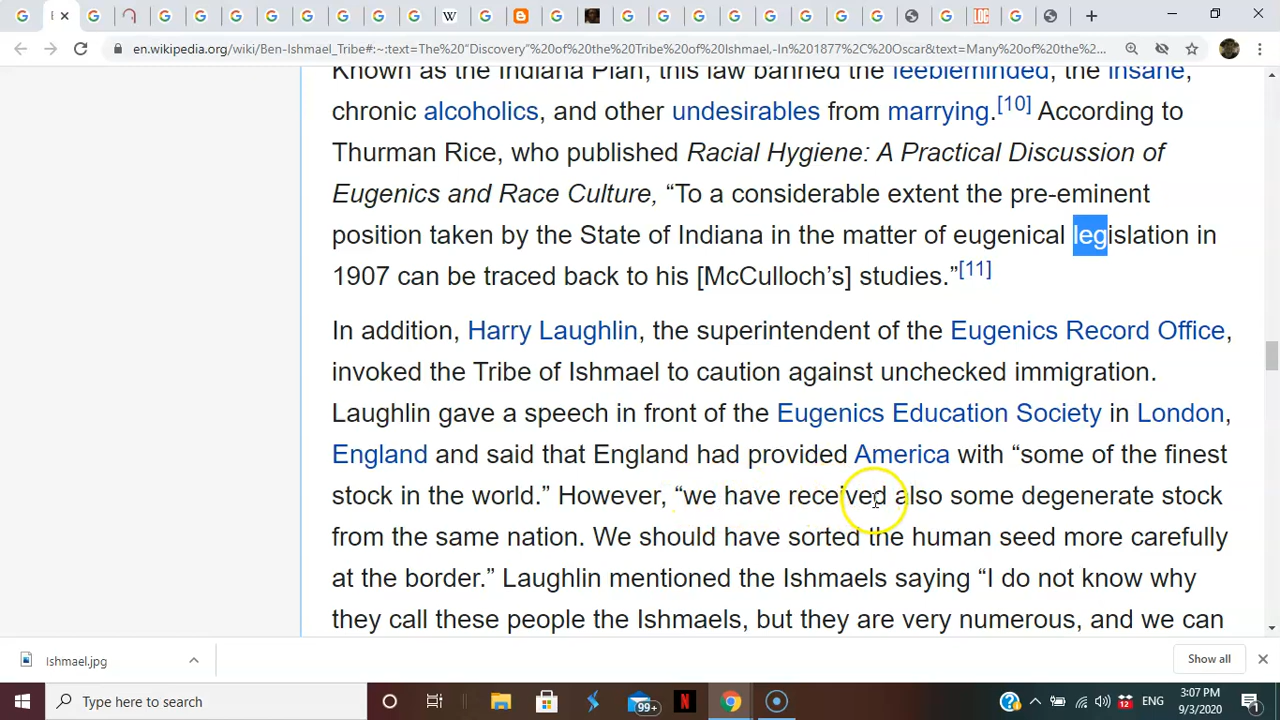 en.wikipedia.org/wiki/Ben-Ishmael_Tribe#:~:text=The%20"Discovery"%20of%20the%20Tribe%20of%20Ishmael,-In%201877%2C%20Oscar&text=Many%20of%20the%2...
Known as the Indiana Plan, this law banned the feebleminded, the insane,
chronic alcoholics, and other undesirables from marrying.[10] According to
Thurman Rice, who published Racial Hygiene: A Practical Discussion of
Eugenics and Race Culture, “To a considerable extent the pre-eminent
position taken by the State of Indiana in the matter of eugenical legislation in
1907 can be traced back to his [McCulloch’s] studies.”[11]
In addition, Harry Laughlin, the superintendent of the Eugenics Record Office,
invoked the Tribe of Ishmael to caution against unchecked immigration.
Laughlin gave a speech in front of the Eugenics Education Society in London,
England and said that England had provided America with “some of the finest
stock in the world.” However, “we have received also some degenerate stock
from the same nation. We should have sorted the human seed more carefully
at the border.” Laughlin mentioned the Ishmaels saying “I do not know why
they call these people the Ishmaels, but they are very numerous, and we can
Ishmael.jpg
Show all
Type here to search
99+
N
12
ENG
3:07 PM
9/3/2020
1